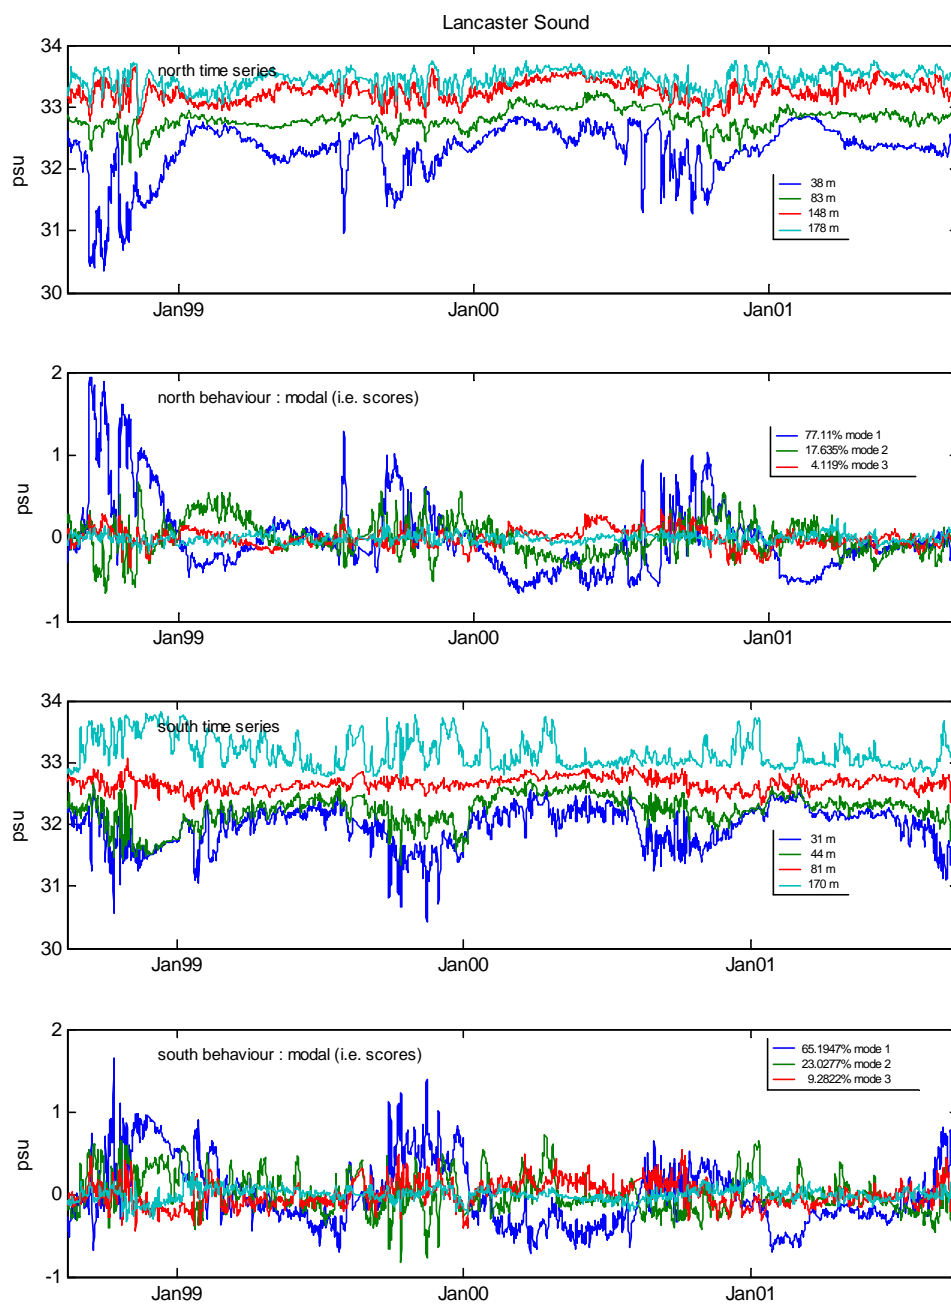 Lancaster Sound
34
north time series
33
32
psu
38 m
83 m
148 m
178 m
31
30
Jan99 Jan00 Jan01
2
north behaviour : modal (i.e. scores)
77.11% mode 1
17.635% mode 2
4.119% mode 3
1
psu
0
-1
Jan99 Jan00 Jan01
34
south time series
33
32
psu
31 m
44 m
81 m
170 m
31
30
Jan99 Jan00 Jan01
2
south behaviour : modal (i.e. scores)
65.1947% mode 1
23.0277% mode 2
9.2822% mode 3
1
psu
0
-1
Jan99 Jan00 Jan01